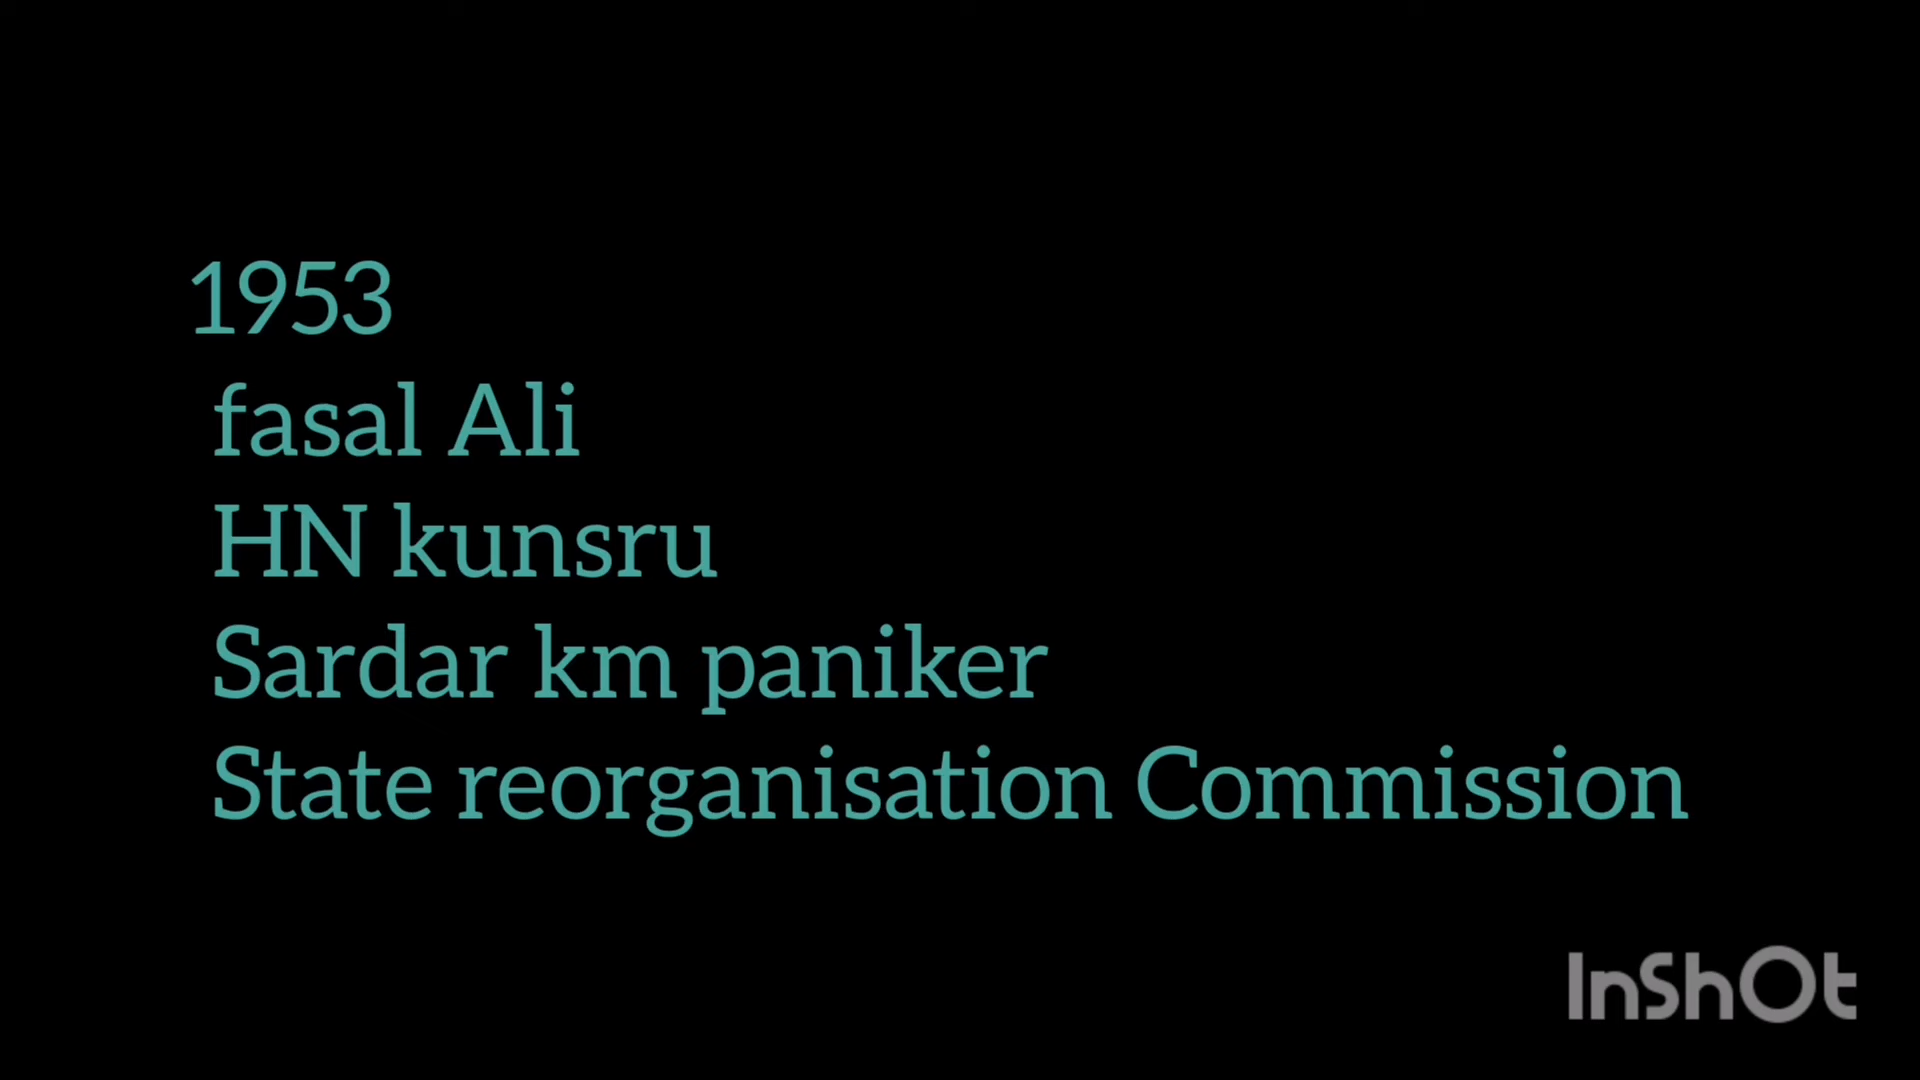 1953
fasal Ali
HN kunsru
Sardar km paniker
State reorganisation Commission
InShOt